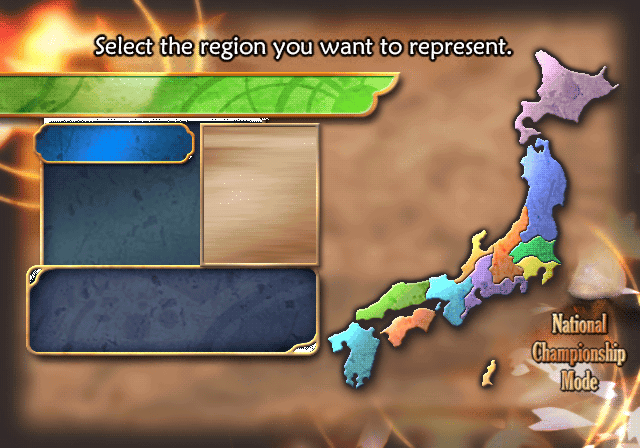 Select the region you want to represent.
National
Championship
Mode